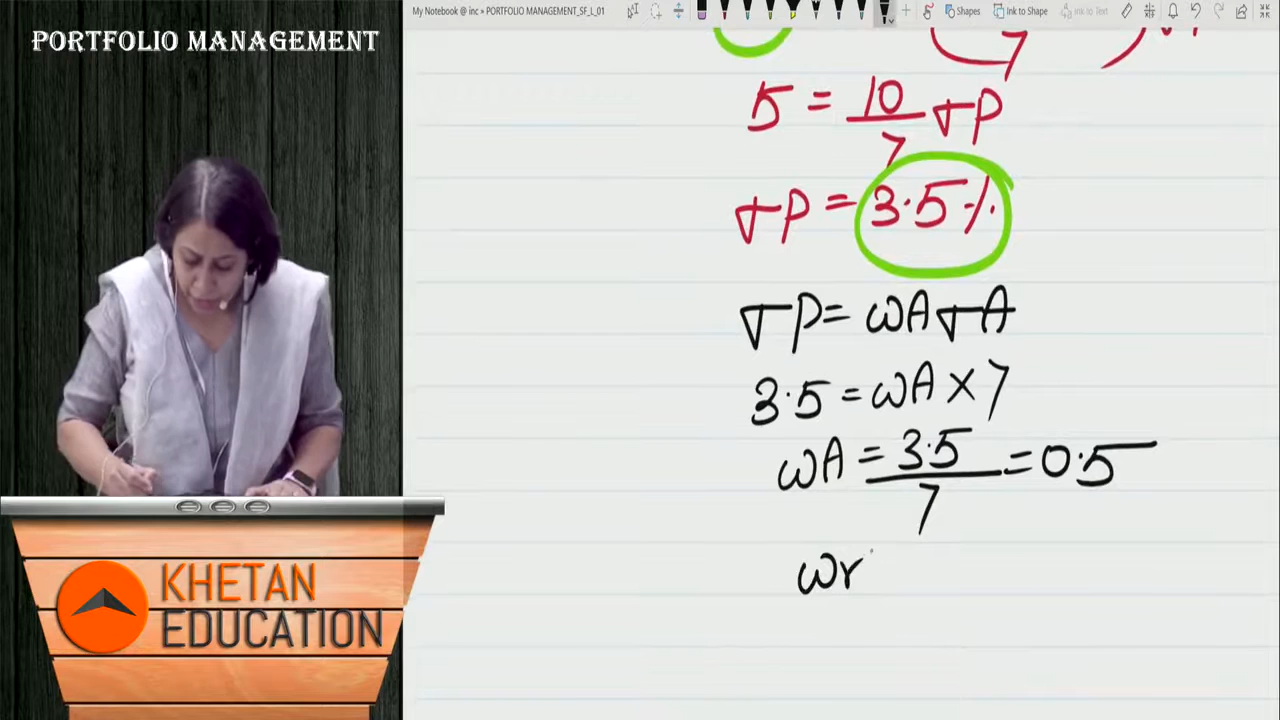 PORTFOLIO MANAGEMENT
My Notebook @ inc » PORTFOLIO MANAGEMENT_SF_L_01
Shapes
Ink to Shape
Ink to Text
5 = 10/7 σP
σP = 3.5%
σP = ωA σA
3.5 = ωA × 7
ωA = 3.5/7 = 0.5
ωr
KHETAN
EDUCATION